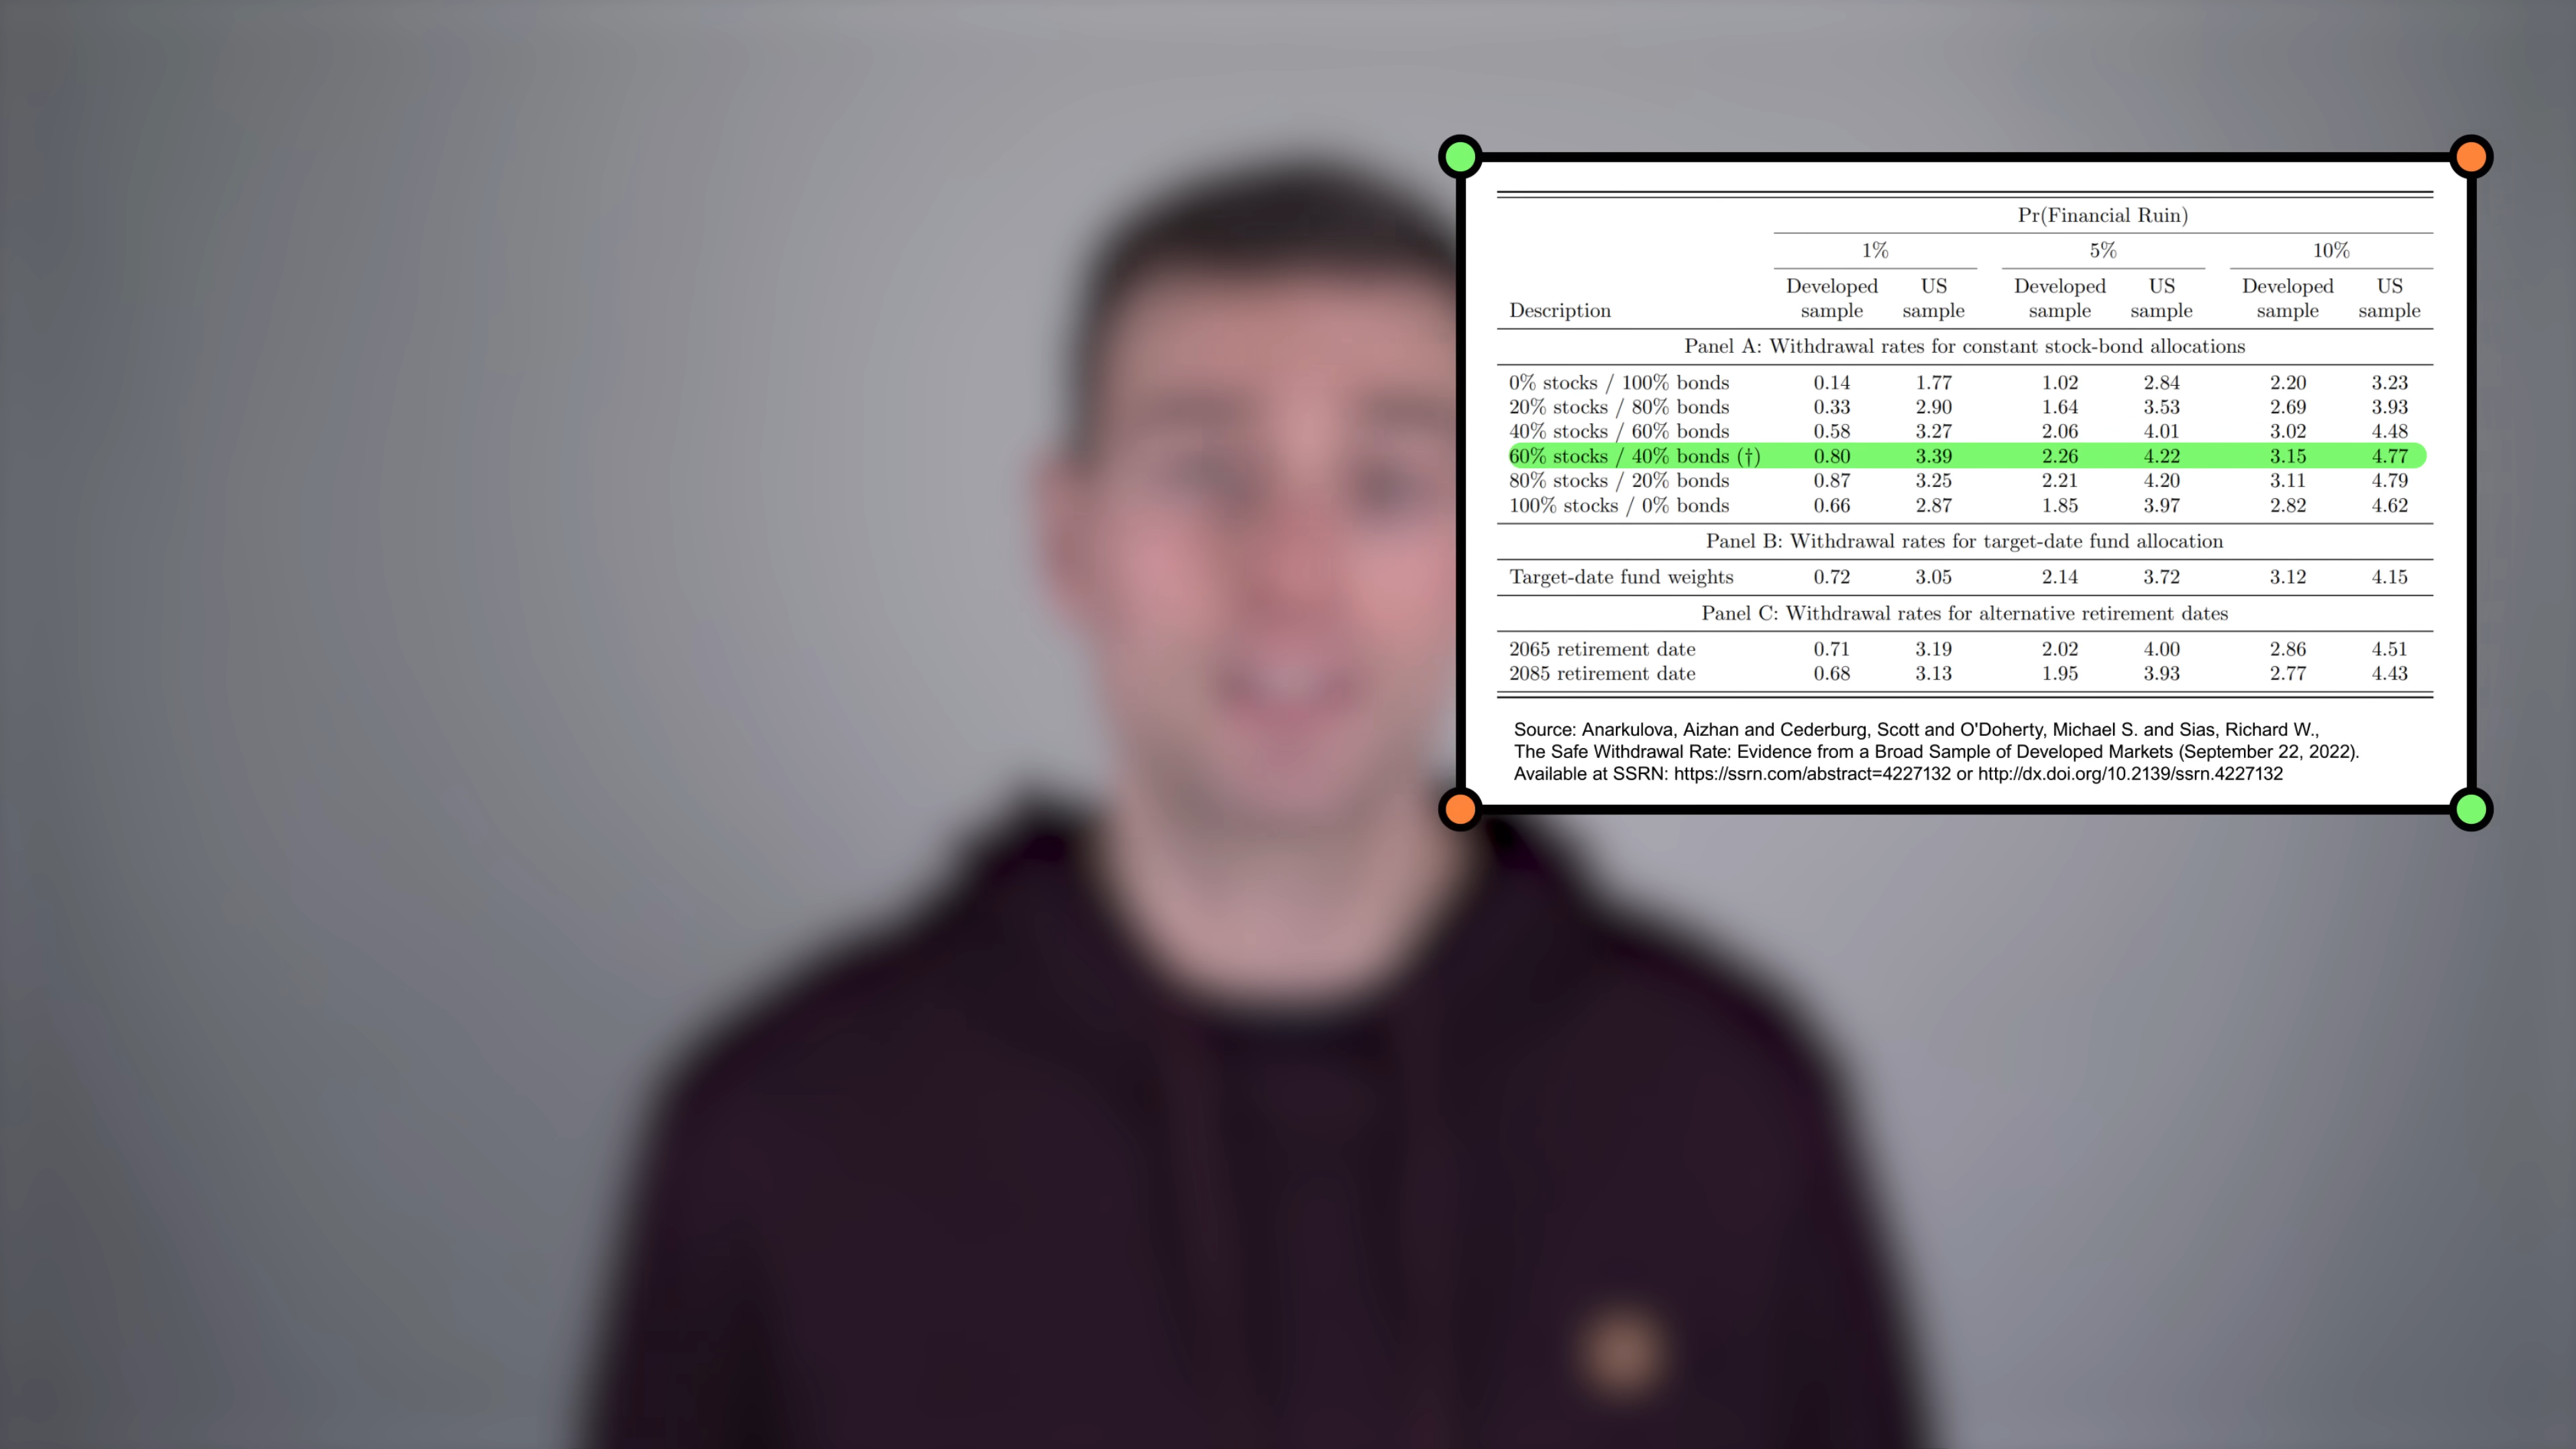 Pr(Financial Ruin)
1% 5% 10%
Developed US Developed US Developed US
Description sample sample sample sample sample sample
Panel A: Withdrawal rates for constant stock-bond allocations
0% stocks / 100% bonds 0.14 1.77 1.02 2.84 2.20 3.23
20% stocks / 80% bonds 0.33 2.90 1.64 3.53 2.69 3.93
40% stocks / 60% bonds 0.58 3.27 2.06 4.01 3.02 4.48
60% stocks / 40% bonds (†) 0.80 3.39 2.26 4.22 3.15 4.77
80% stocks / 20% bonds 0.87 3.25 2.21 4.20 3.11 4.79
100% stocks / 0% bonds 0.66 2.87 1.85 3.97 2.82 4.62
Panel B: Withdrawal rates for target-date fund allocation
Target-date fund weights 0.72 3.05 2.14 3.72 3.12 4.15
Panel C: Withdrawal rates for alternative retirement dates
2065 retirement date 0.71 3.19 2.02 4.00 2.86 4.51
2085 retirement date 0.68 3.13 1.95 3.93 2.77 4.43
Source: Anarkulova, Aizhan and Cederburg, Scott and O'Doherty, Michael S. and Sias, Richard W.,
The Safe Withdrawal Rate: Evidence from a Broad Sample of Developed Markets (September 22, 2022).
Available at SSRN: https://ssrn.com/abstract=4227132 or http://dx.doi.org/10.2139/ssrn.4227132